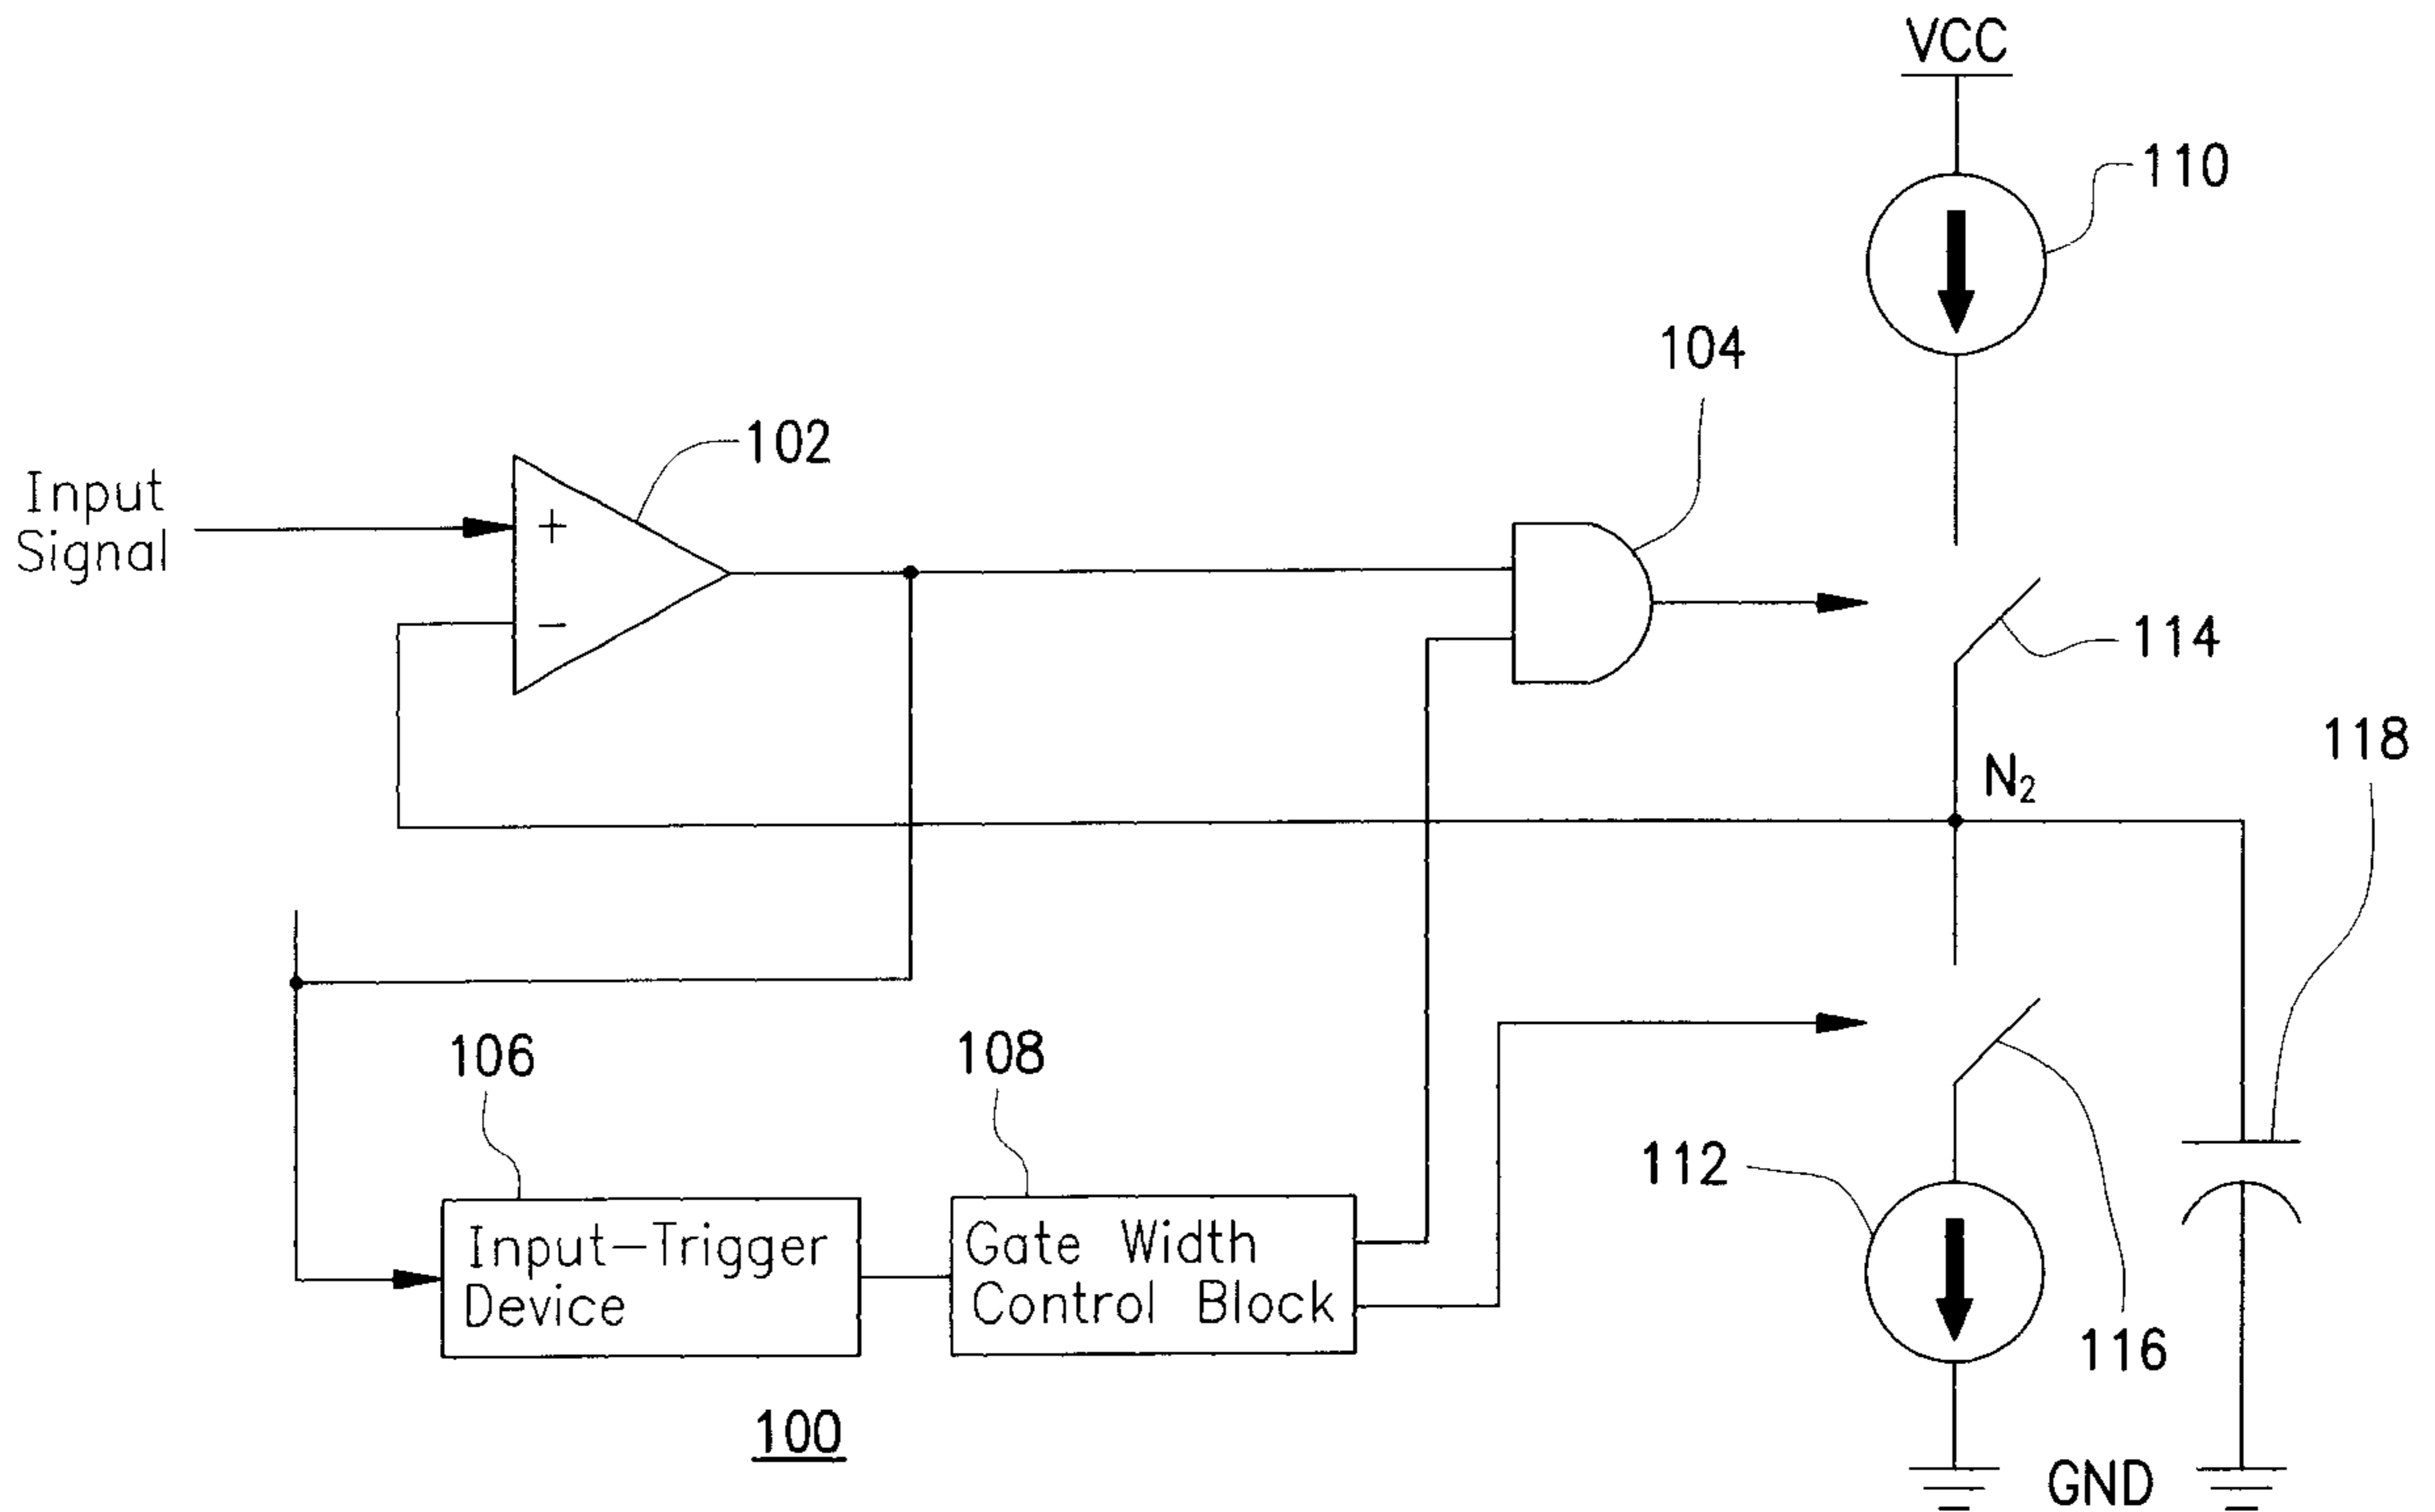 VCC
110
104
102
Input
Signal
+
−
114
118
N₂
106
108
112
Input-Trigger
Device
Gate Width
Control Block
116
100
GND